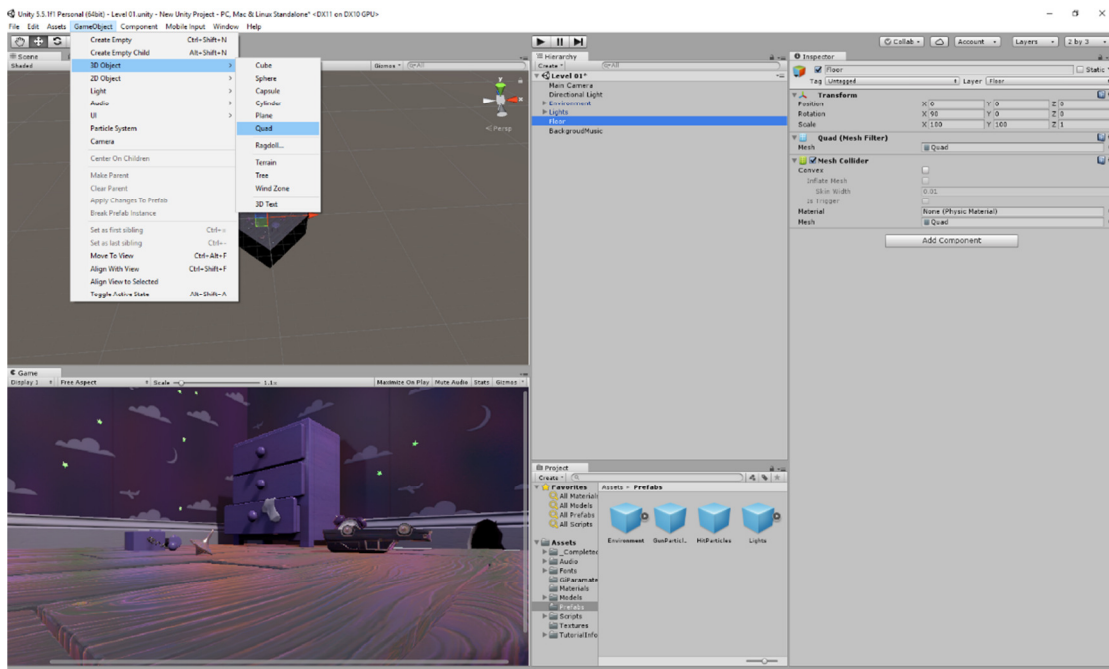 Unity 5.5.1f1 Personal (64bit) - Level 01.unity - New Unity Project - PC, Mac & Linux Standalone* <DX11 on DX10 GPU>
File Edit Assets GameObject Component Mobile Input Window Help
Create Empty Ctrl+Shift+N
Create Empty Child Alt+Shift+N
3D Object
2D Object
Light
Audio
UI
Particle System
Camera
Center On Children
Make Parent
Clear Parent
Apply Changes To Prefab
Break Prefab Instance
Set as first sibling Ctrl+=
Set as last sibling Ctrl+-
Move To View Ctrl+Alt+F
Align With View Ctrl+Shift+F
Align View to Selected
Toggle Active State Alt+Shift+A
Cube
Sphere
Capsule
Cylinder
Plane
Quad
Ragdoll...
Terrain
Tree
Wind Zone
3D Text
Collab Account Layers 2 by 3
Scene
Shaded Gizmos All
y
x
Persp
Hierarchy
Create All
Level 01*
Main Camera
Directional Light
Environment
Lights
Floor
BackgroudMusic
Inspector
Floor Static
Tag Untagged Layer Floor
Transform
Position X 0 Y 0 Z 0
Rotation X 90 Y 0 Z 0
Scale X 100 Y 100 Z 1
Quad (Mesh Filter)
Mesh Quad
Mesh Collider
Convex
Inflate Mesh
Skin Width 0.01
Is Trigger
Material None (Physic Material)
Mesh Quad
Add Component
Game
Display 1 Free Aspect Scale 1.1x Maximize On Play Mute Audio Stats Gizmos
Project
Create
Favorites
All Material
All Models
All Prefabs
All Scripts
Assets
_Completed
Audio
Fonts
GiParamate
Materials
Models
Prefabs
Scripts
Textures
TutorialInfo
Assets Prefabs
Environment GunParticl.. HitParticles Lights